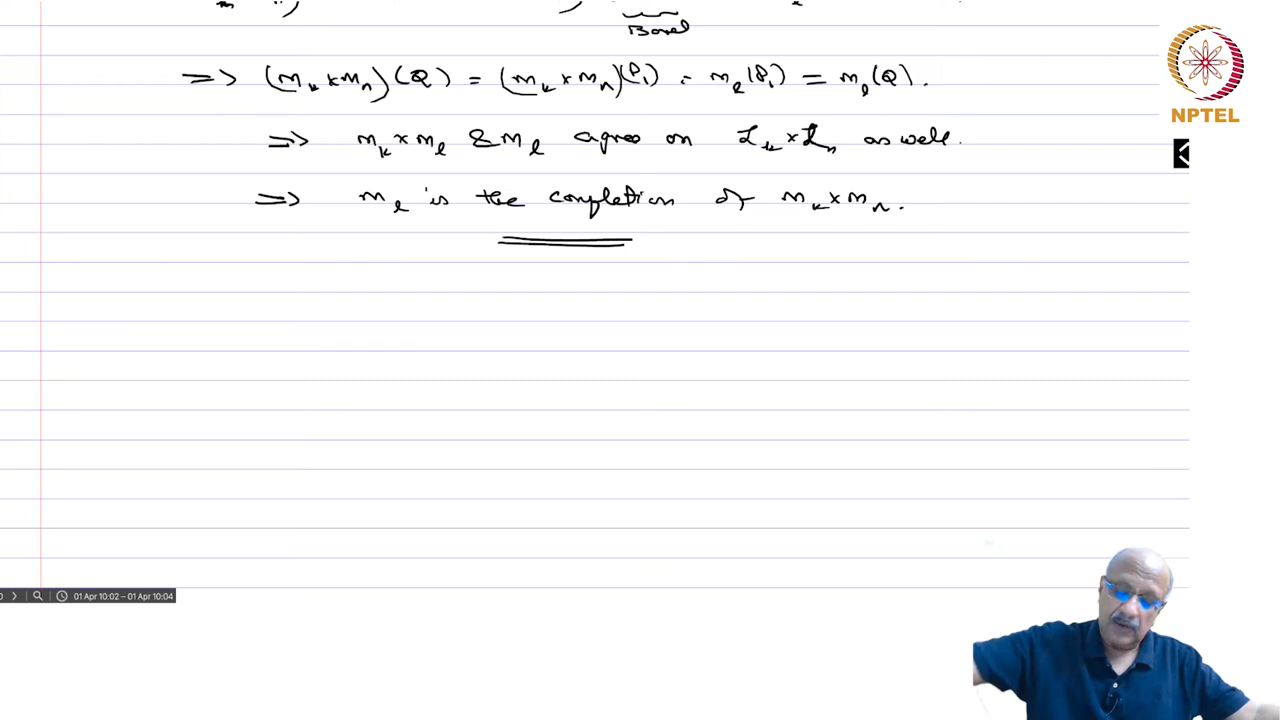 Borel
NPTEL
⇒ (m_k × m_n)(Q) = (m_k × m_n)(P_1) = m_l(P_1) = m_l(Q).
⇒ m_k × m_l & m_l agree on L_k × L_n as well.
⇒ m_l is the completion of m_k × m_n.
01 Apr 10:02 – 01 Apr 10:04